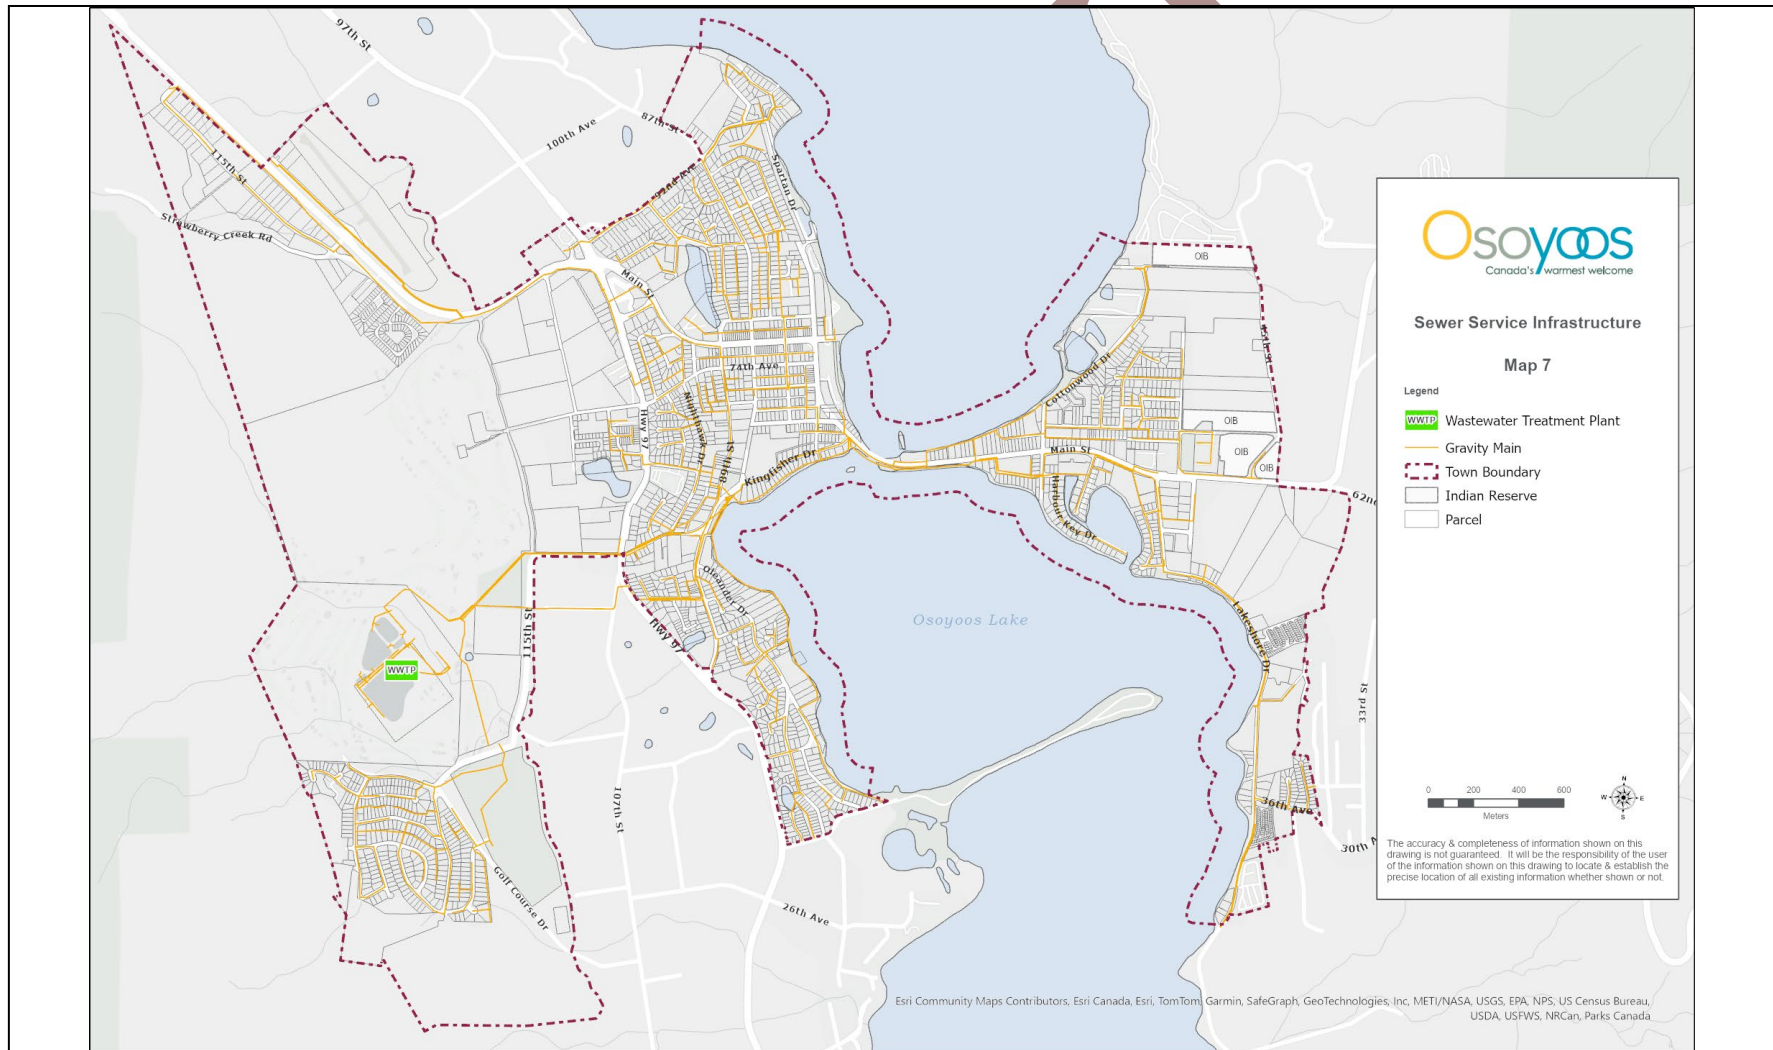 97th St
87th St
100th Ave
115th St
Strawberry Creek Rd
92nd Ave
Spartan Dr
Main St
74th Ave
Nighthawk Dr
Hwy 97
89th St
Kingfisher Dr
Cottonwood Dr
OIB
45th St
OIB
OIB
OIB
Main St
62nd
Harbour Key Dr
Oleander Dr
Hwy 97
115th St
WWTP
Osoyoos Lake
Lakeshore Dr
33rd St
107th St
36th Ave
30th A
Golf Course Dr
26th Ave
Osoyoos
Canada's warmest welcome
Sewer Service Infrastructure
Map 7
Legend
WWTP Wastewater Treatment Plant
Gravity Main
Town Boundary
Indian Reserve
Parcel
0 200 400 600
Meters
N
W E
S
The accuracy & completeness of information shown on this
drawing is not guaranteed. It will be the responsibility of the user
of the information shown on this drawing to locate & establish the
precise location of all existing information whether shown or not.
Esri Community Maps Contributors, Esri Canada, Esri, TomTom, Garmin, SafeGraph, GeoTechnologies, Inc, METI/NASA, USGS, EPA, NPS, US Census Bureau,
USDA, USFWS, NRCan, Parks Canada